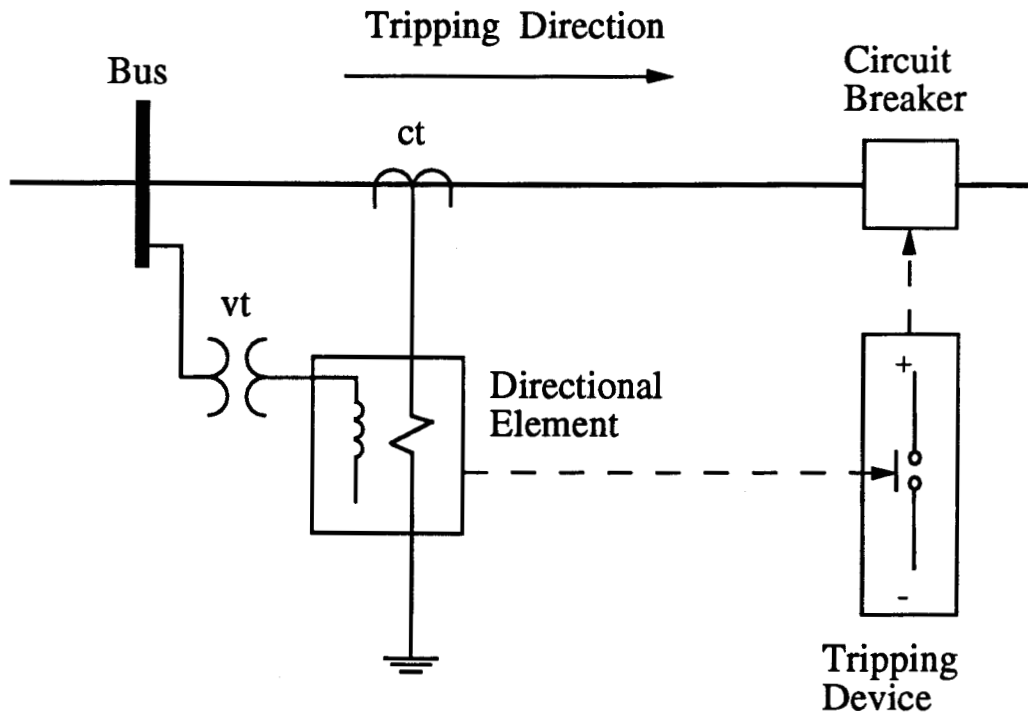 Tripping Direction
Bus
Circuit
Breaker
ct
vt
Directional
Element
+
-
Tripping
Device